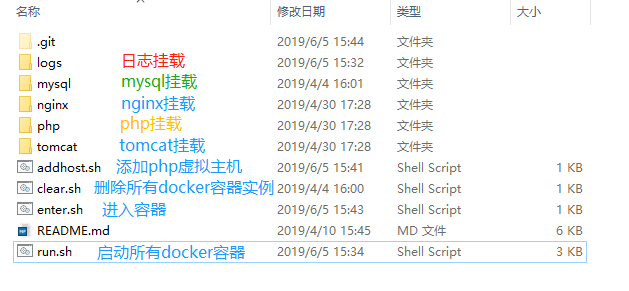 名称 修改日期 类型 大小
.git 2019/6/5 15:44 文件夹
logs 日志挂载 2019/6/5 15:32 文件夹
mysql mysql挂载 2019/4/4 16:01 文件夹
nginx nginx挂载 2019/4/30 17:28 文件夹
php php挂载 2019/4/30 17:28 文件夹
tomcat tomcat挂载 2019/4/30 17:28 文件夹
addhost.sh 添加php虚拟主机 2019/6/5 15:41 Shell Script 1 KB
clear.sh 删除所有docker容器实例 2019/4/4 16:00 Shell Script 1 KB
enter.sh 进入容器 2019/6/5 15:43 Shell Script 1 KB
README.md 2019/4/10 15:45 MD 文件 6 KB
run.sh 启动所有docker容器 2019/6/5 15:34 Shell Script 3 KB